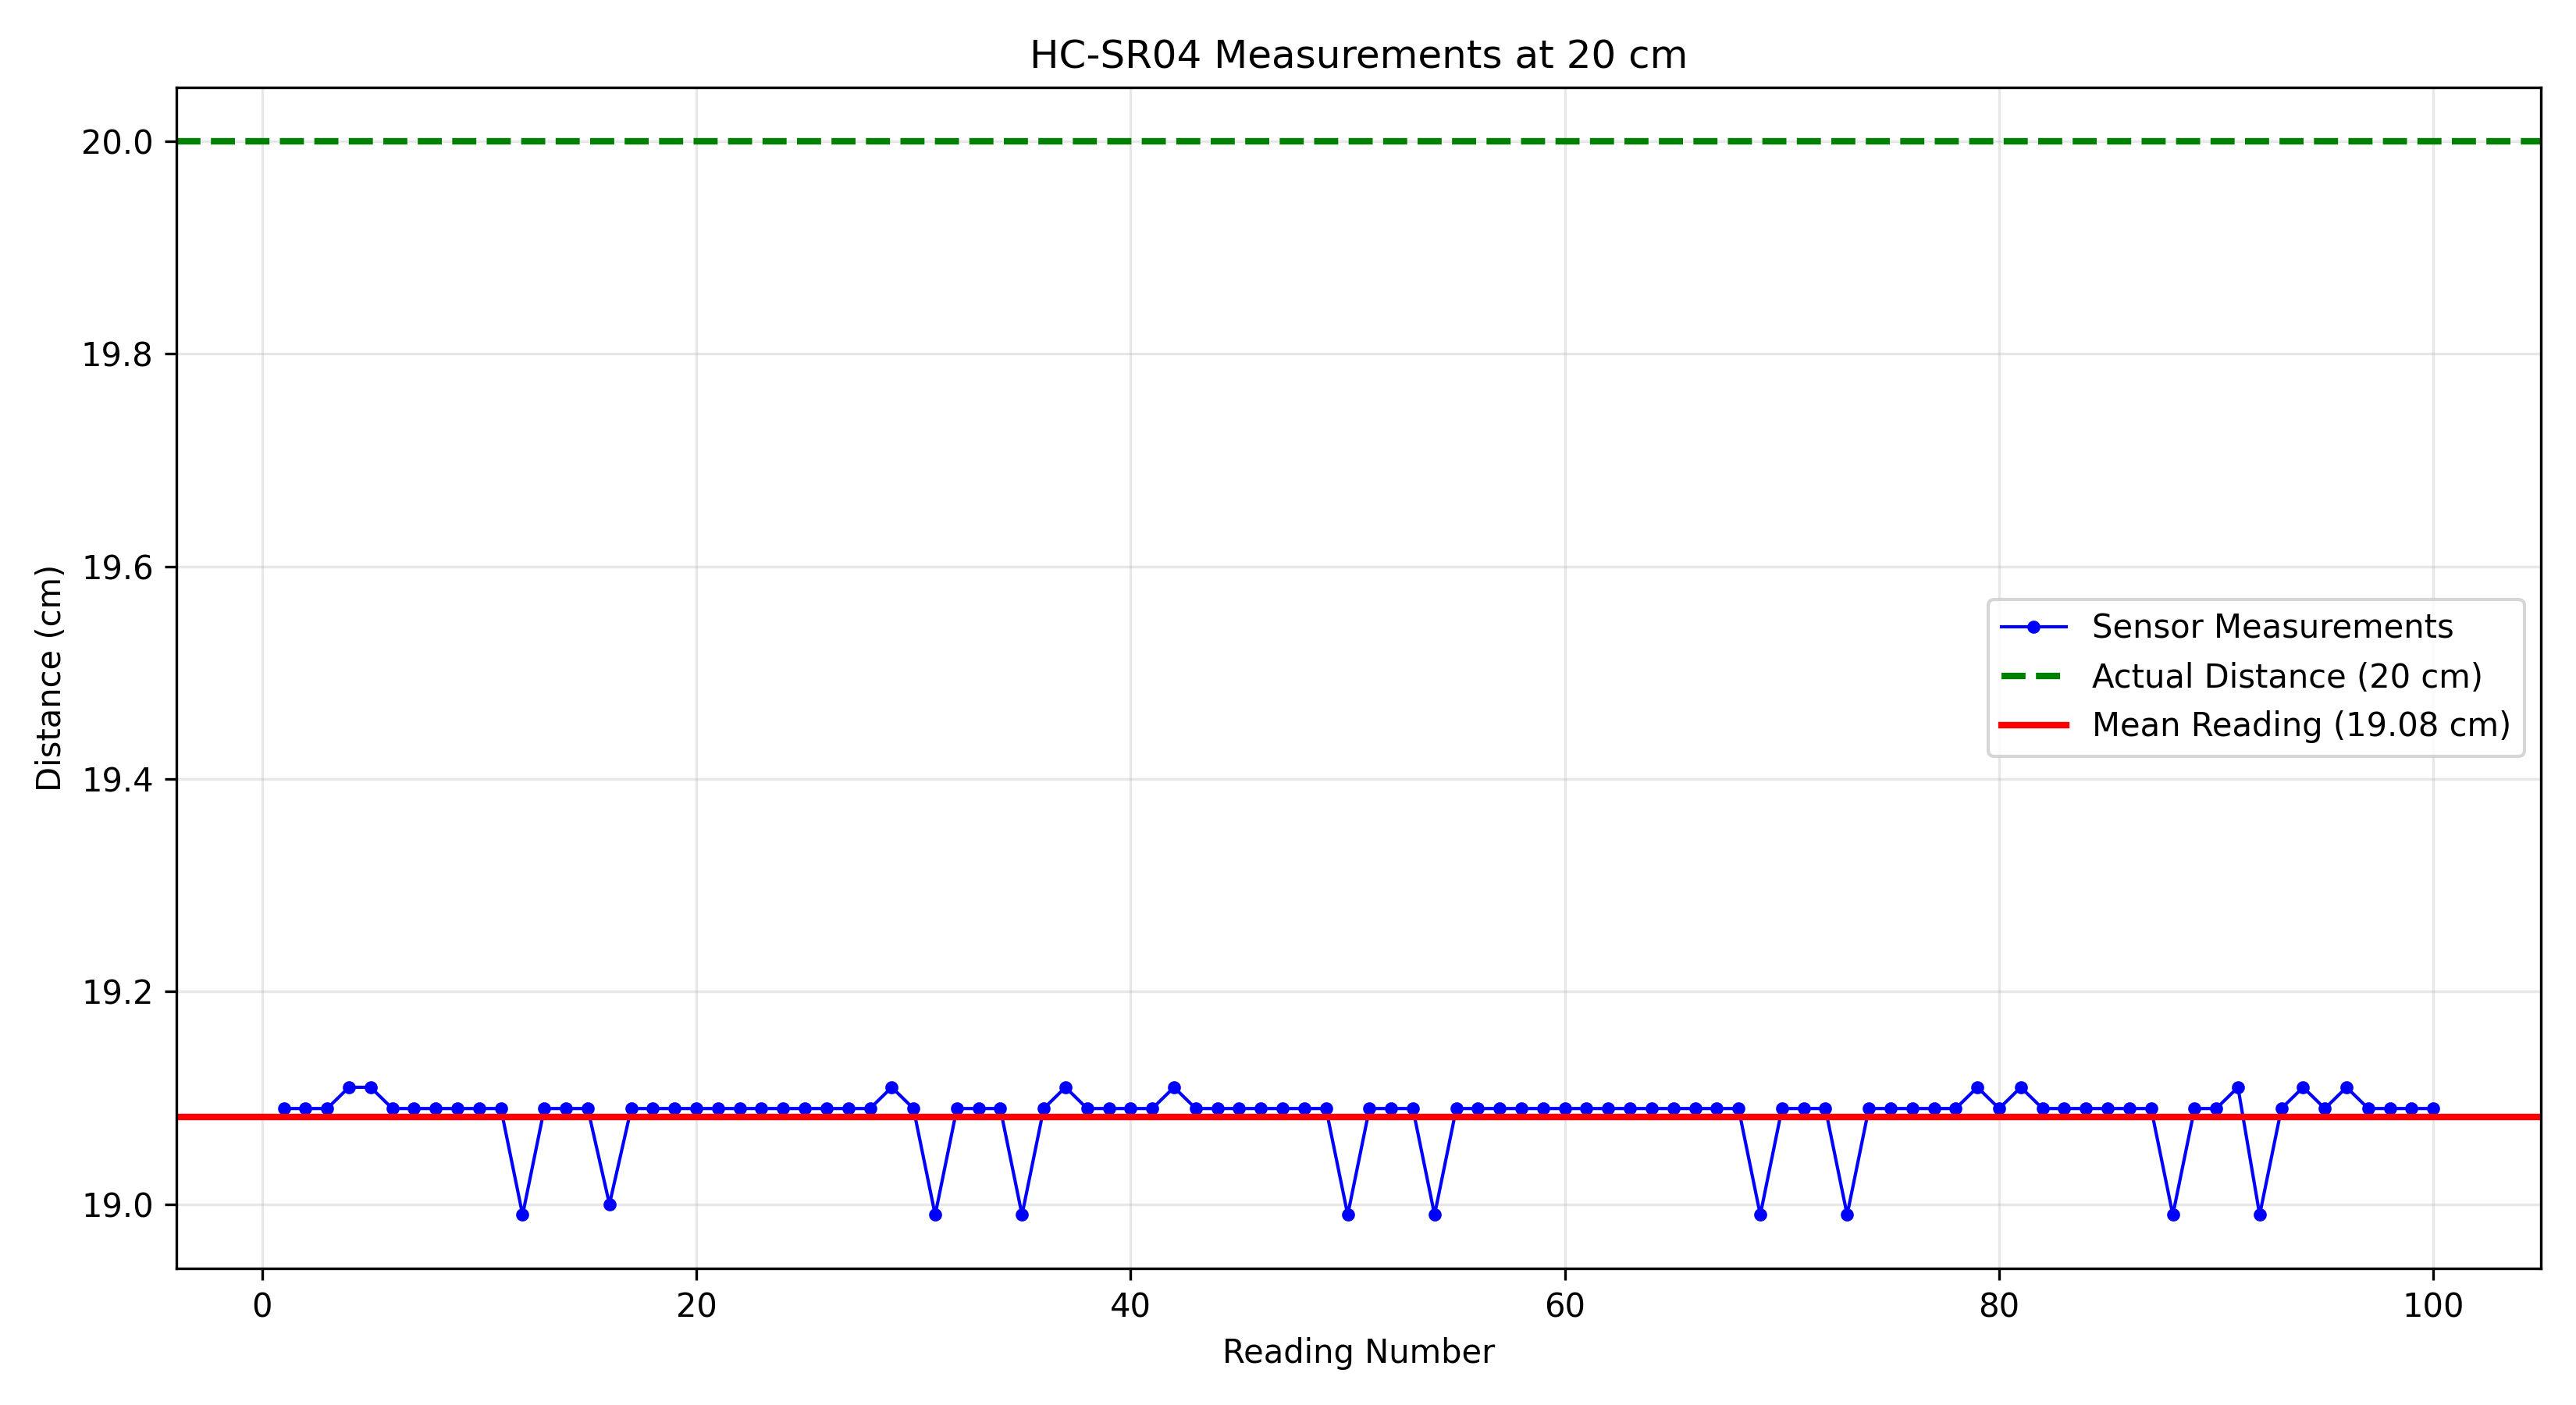 HC-SR04 Measurements at 20 cm
20.0
19.8
19.6
19.4
19.2
19.0
Distance (cm)
Sensor Measurements
Actual Distance (20 cm)
Mean Reading (19.08 cm)
0 20 40 60 80 100
Reading Number